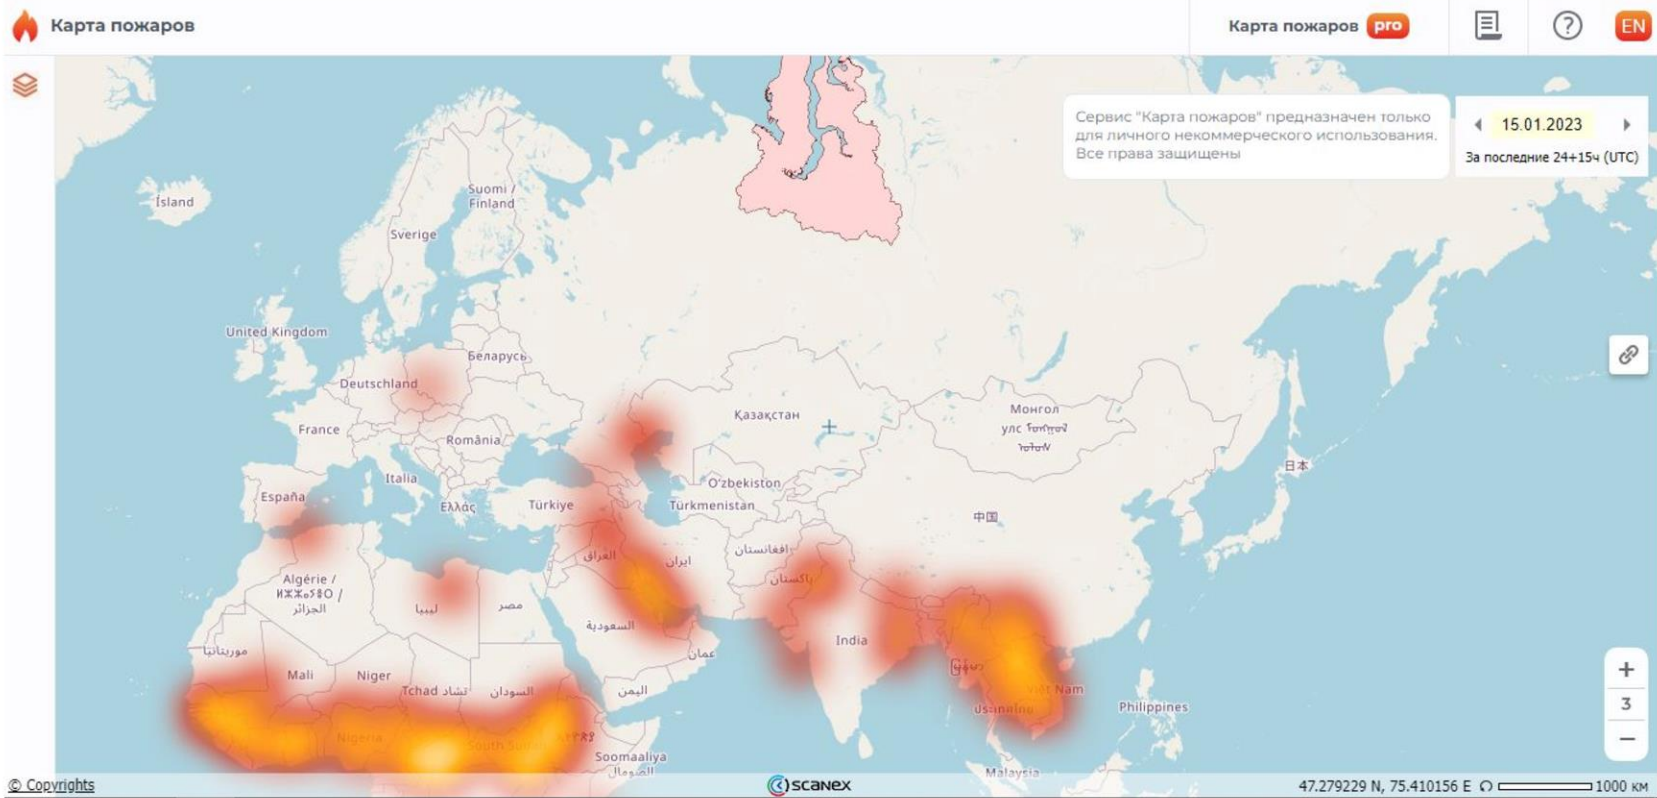 Карта пожаров
Карта пожаров pro
EN
Сервис "Карта пожаров" предназначен только
для личного некоммерческого использования.
Все права защищены
15.01.2023
За последние 24+15ч (UTC)
Ísland
Suomi /
Finland
Sverige
United Kingdom
Беларусь
Deutschland
France
România
Қазақстан
Монгол
улс
España
Italia
Ελλάς
Türkiye
O'zbekiston
Türkmenistan
日本
中国
العراق
ایران
افغانستان
پاکستان
Algérie /
ⵍⵣⵣⴰⵢⴻⵔ /
الجزائر
ليبيا
مصر
السعودية
India
عمان
موريتانيا
Mali
Niger
Tchad تشاد
السودان
اليمن
Việt Nam
Philippines
Nigeria
South Sudan
Soomaaliya
الصومال
Malaysia
+
3
−
© Copyrights
scanex
47.279229 N, 75.410156 E
1000 км